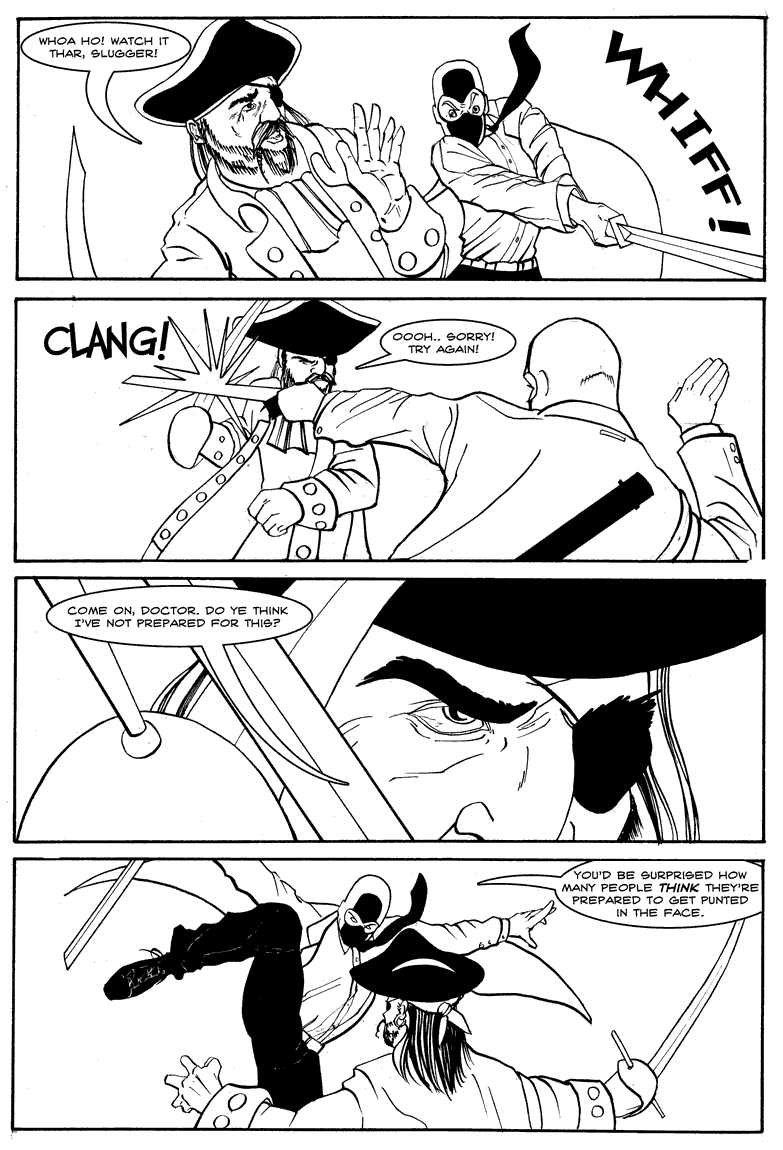 WHOA HO! WATCH IT
THAR, SLUGGER!
WHIFF!
CLANG!
OOOH.. SORRY!
TRY AGAIN!
COME ON, DOCTOR. DO YE THINK
I'VE NOT PREPARED FOR THIS?
YOU'D BE SURPRISED HOW
MANY PEOPLE THINK THEY'RE
PREPARED TO GET PUNTED
IN THE FACE.